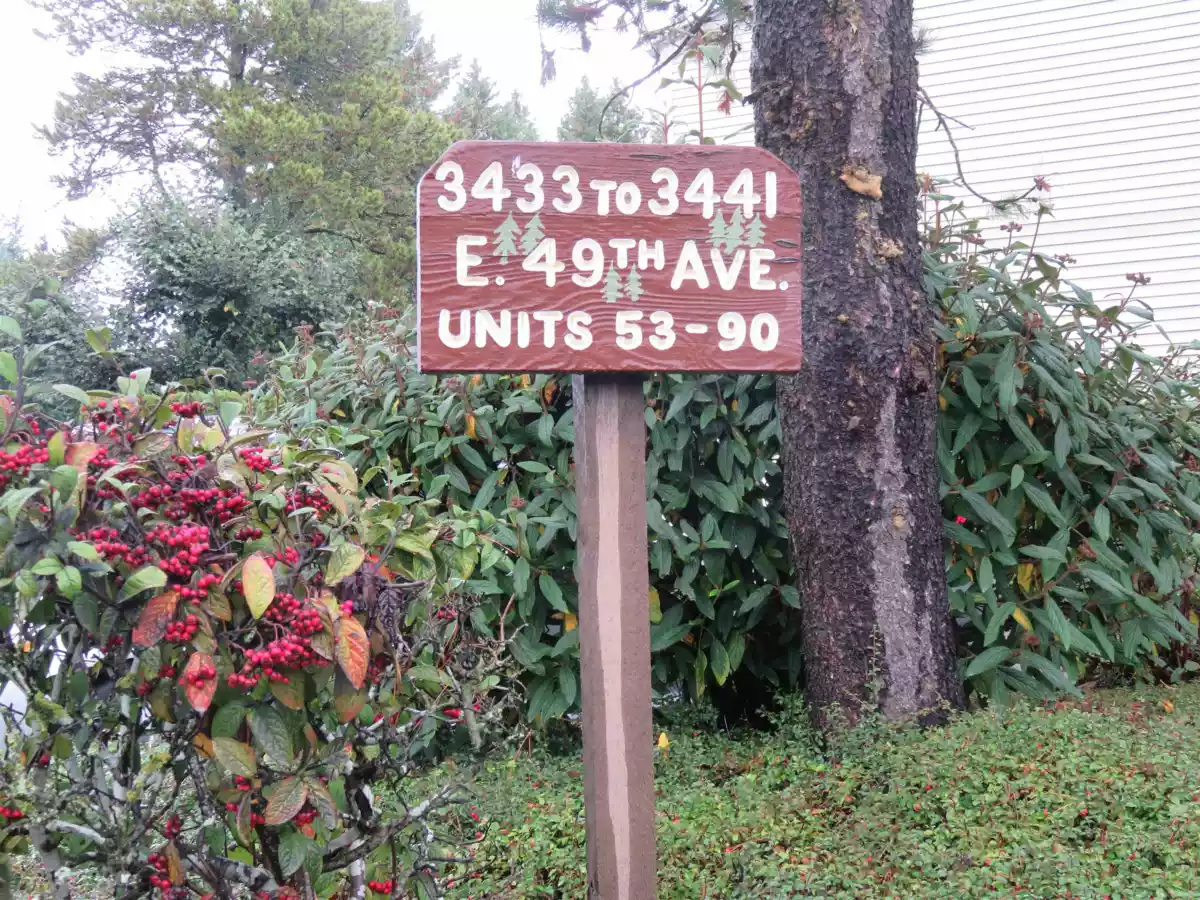 3433 TO 3441
E. 49TH AVE.
UNITS 53-90